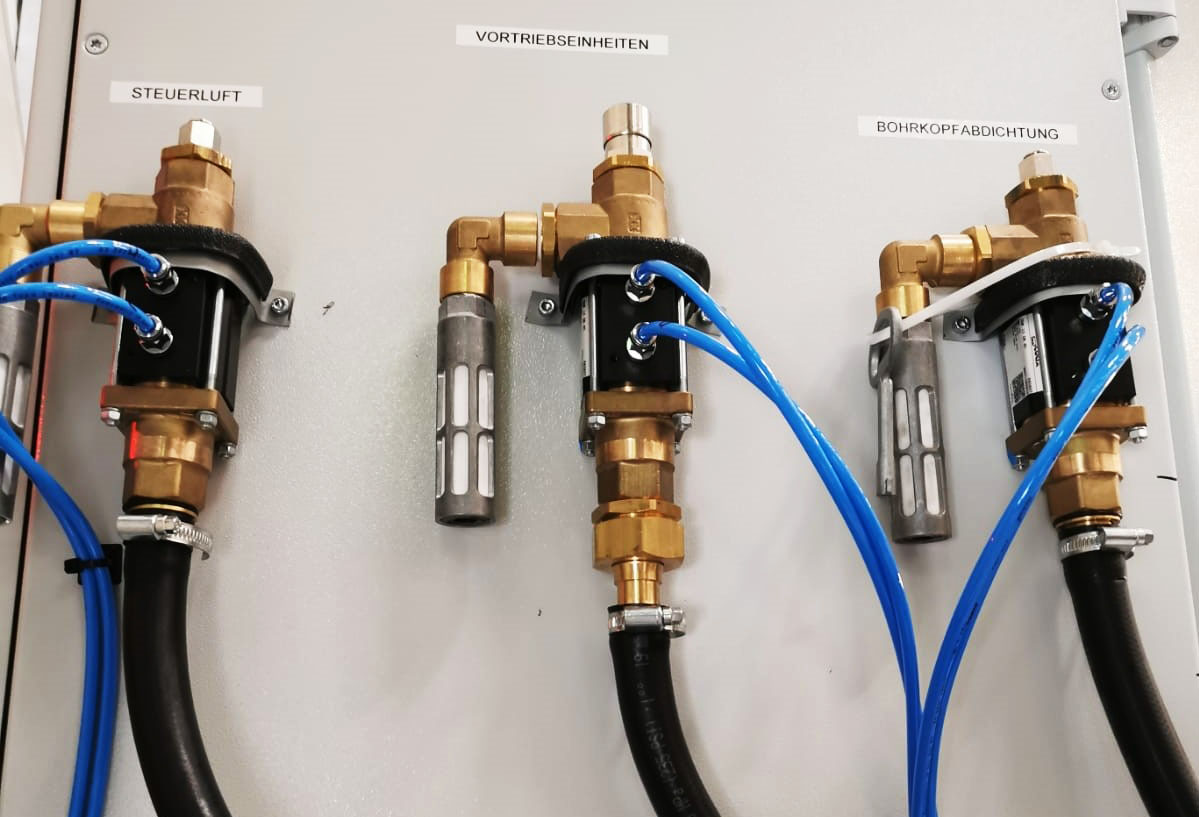 VORTRIEBSEINHEITEN
STEUERLUFT
BOHRKOPFABDICHTUNG